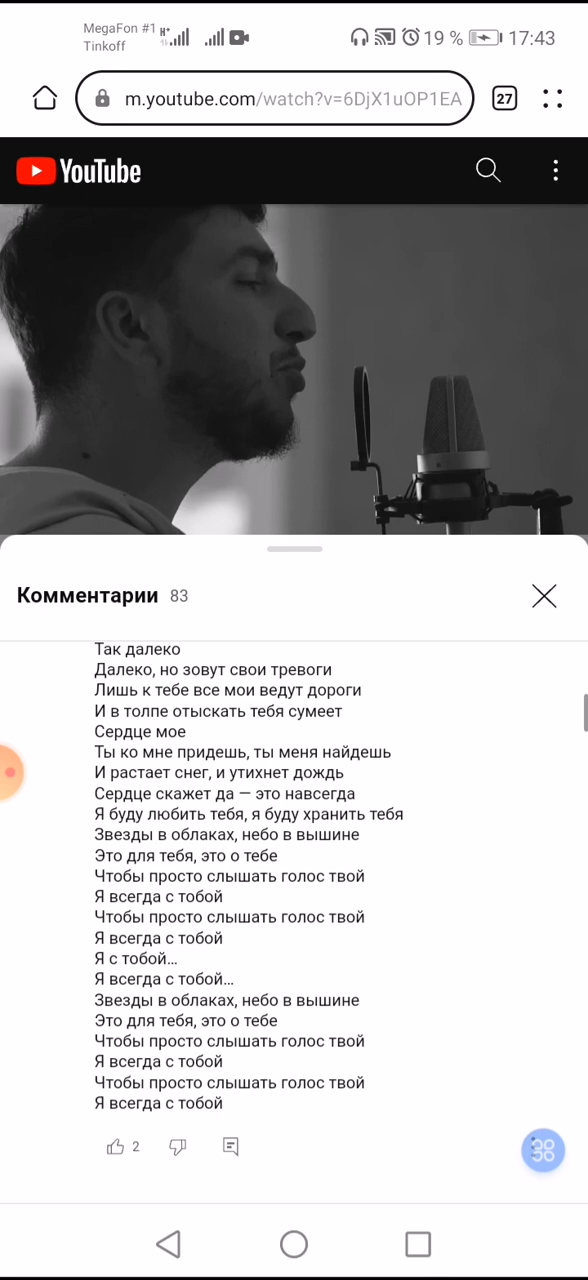 MegaFon #1
Tinkoff
19 %
17:43
m.youtube.com/watch?v=6DjX1uOP1EA
27
YouTube
Комментарии 83
Так далеко
Далеко, но зовут свои тревоги
Лишь к тебе все мои ведут дороги
И в толпе отыскать тебя сумеет
Сердце мое
Ты ко мне придешь, ты меня найдешь
И растает снег, и утихнет дождь
Сердце скажет да — это навсегда
Я буду любить тебя, я буду хранить тебя
Звезды в облаках, небо в вышине
Это для тебя, это о тебе
Чтобы просто слышать голос твой
Я всегда с тобой
Чтобы просто слышать голос твой
Я всегда с тобой
Я с тобой…
Я всегда с тобой…
Звезды в облаках, небо в вышине
Это для тебя, это о тебе
Чтобы просто слышать голос твой
Я всегда с тобой
Чтобы просто слышать голос твой
Я всегда с тобой
2